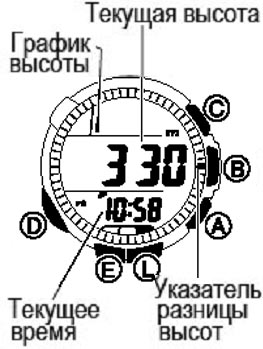 Текущая высота
График
высоты
C
m
330
B
10:58
D
A
E
L
Текущее
время
Указатель
разницы
высот